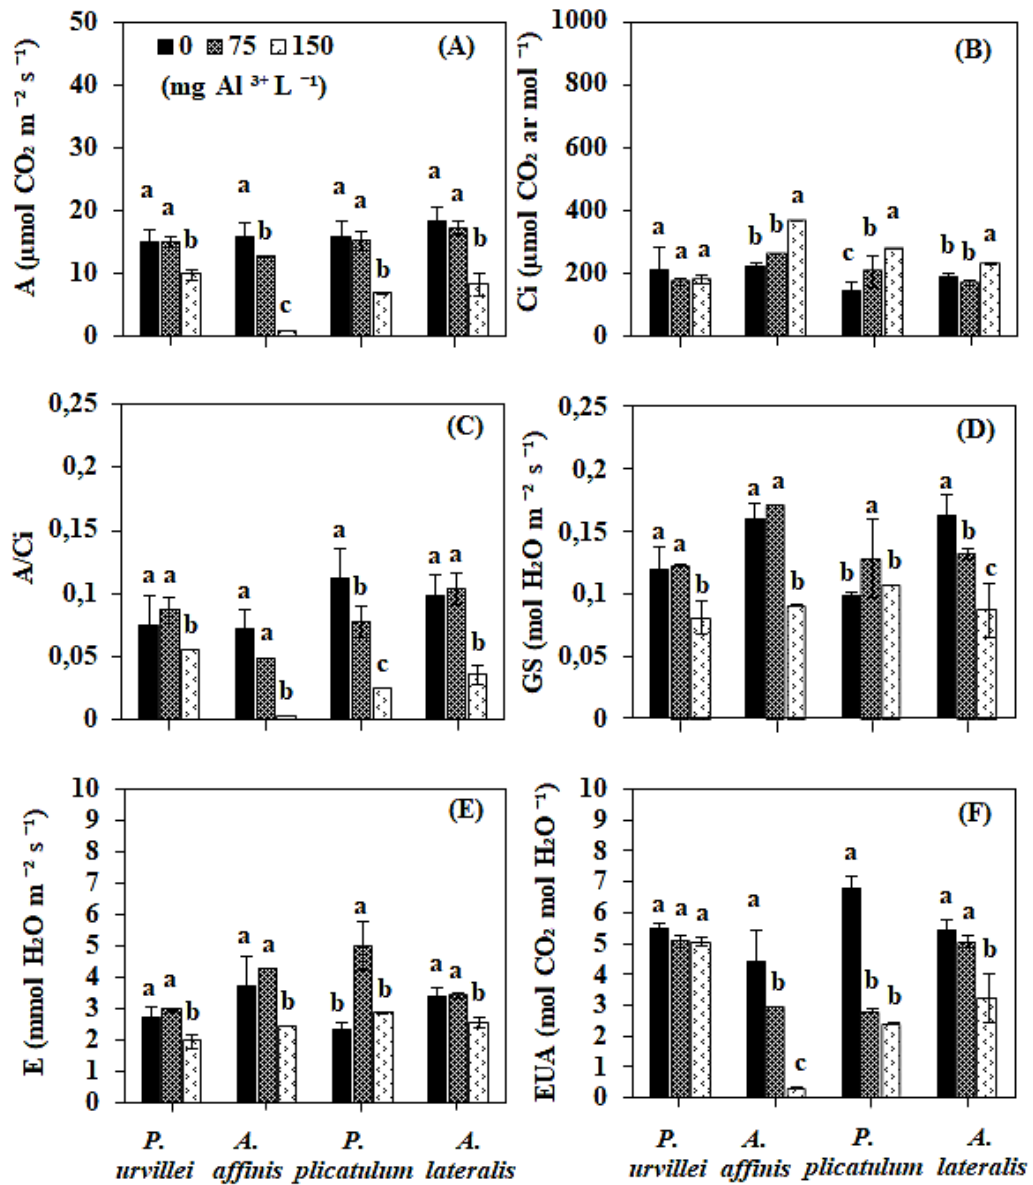 A (µmol CO₂ m ⁻² s ⁻¹)
50
40
30
20
10
0
0 75 150
(mg Al ³⁺ L ⁻¹)
(A)
a a b
a b c
a a b
a a b
Ci (µmol CO₂ ar mol ⁻¹)
1000
800
600
400
200
0
(B)
a a a
b b a
c b a
b b a
A/Ci
0,25
0,2
0,15
0,1
0,05
0
(C)
a a b
a a b
a b c
a a b
GS (mol H₂O m ⁻² s ⁻¹)
0,25
0,2
0,15
0,1
0,05
0
(D)
a a b
a a b
b a b
a b c
E (mmol H₂O m ⁻² s ⁻¹)
10
9
8
7
6
5
4
3
2
1
0
(E)
a a b
a a b
b a b
a a b
P. urvillei
A. affinis
P. plicatulum
A. lateralis
EUA (mol CO₂ mol H₂O ⁻¹)
10
9
8
7
6
5
4
3
2
1
0
(F)
a a a
a b c
a b b
a a b
P. urvillei
A. affinis
P. plicatulum
A. lateralis